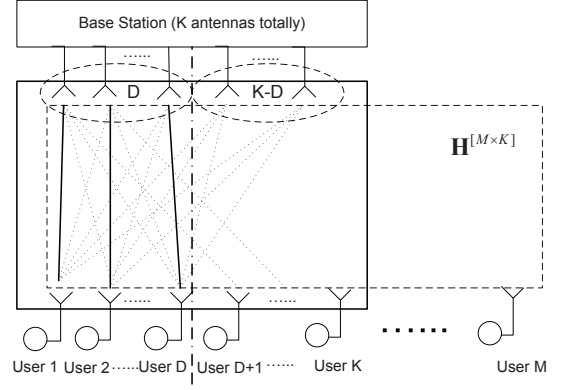 Base Station (K antennas totally)
......
......
D
K-D
H^[M×K]
......
......
......
User 1 User 2 ...... User D User D+1 ...... User K User M